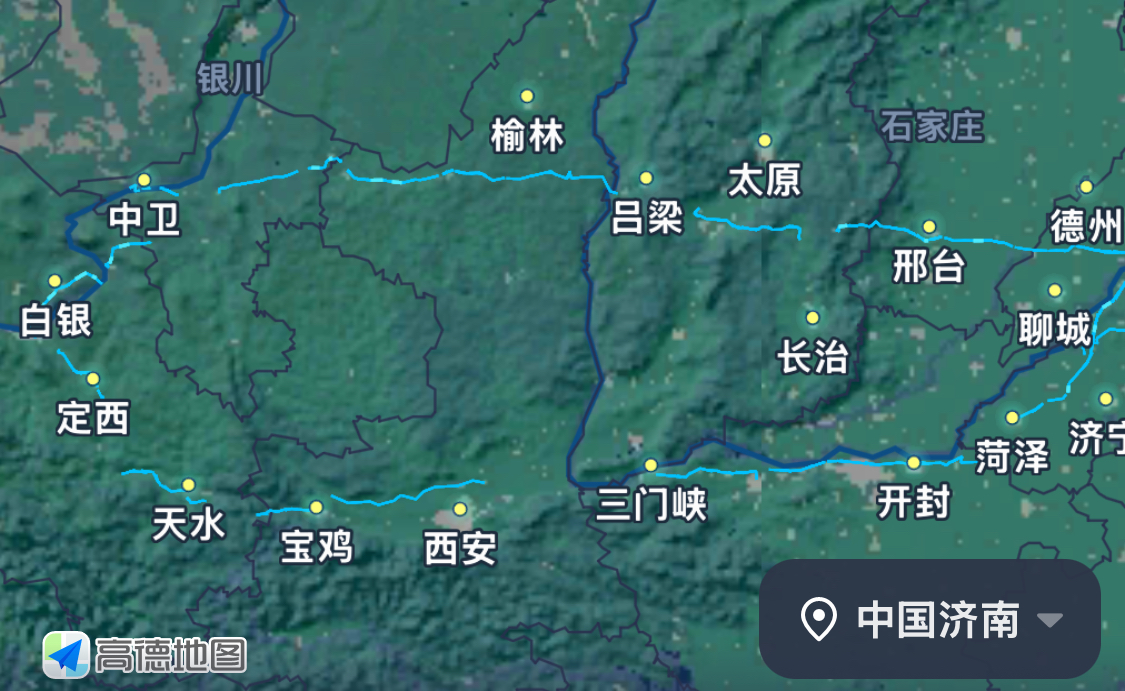 银川
榆林
石家庄
太原
中卫
吕梁
德州
邢台
白银
聊城
长治
定西
菏泽
济宁
三门峡
开封
天水
宝鸡
西安
中国济南
高德地图